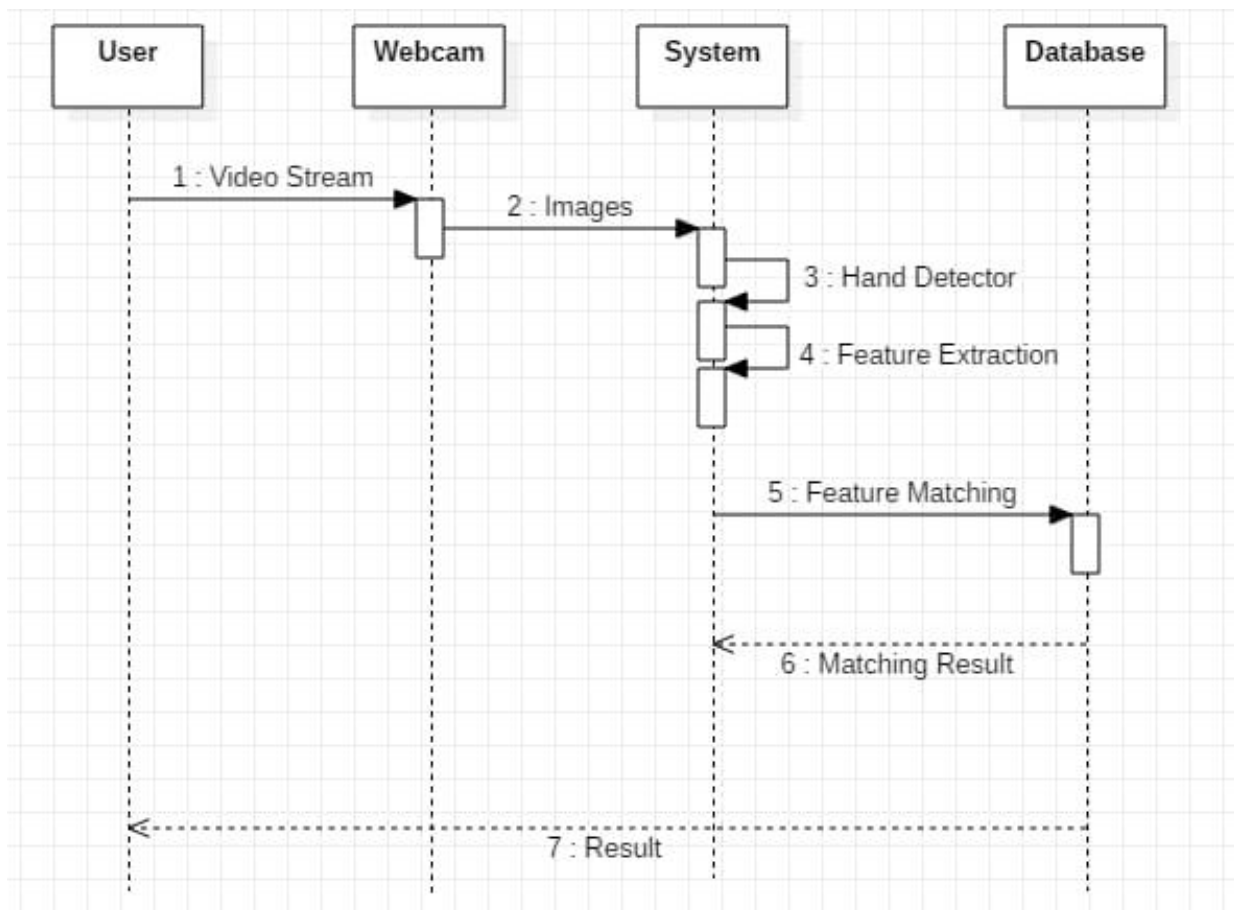 User
Webcam
System
Database
1 : Video Stream
2 : Images
3 : Hand Detector
4 : Feature Extraction
5 : Feature Matching
6 : Matching Result
7 : Result